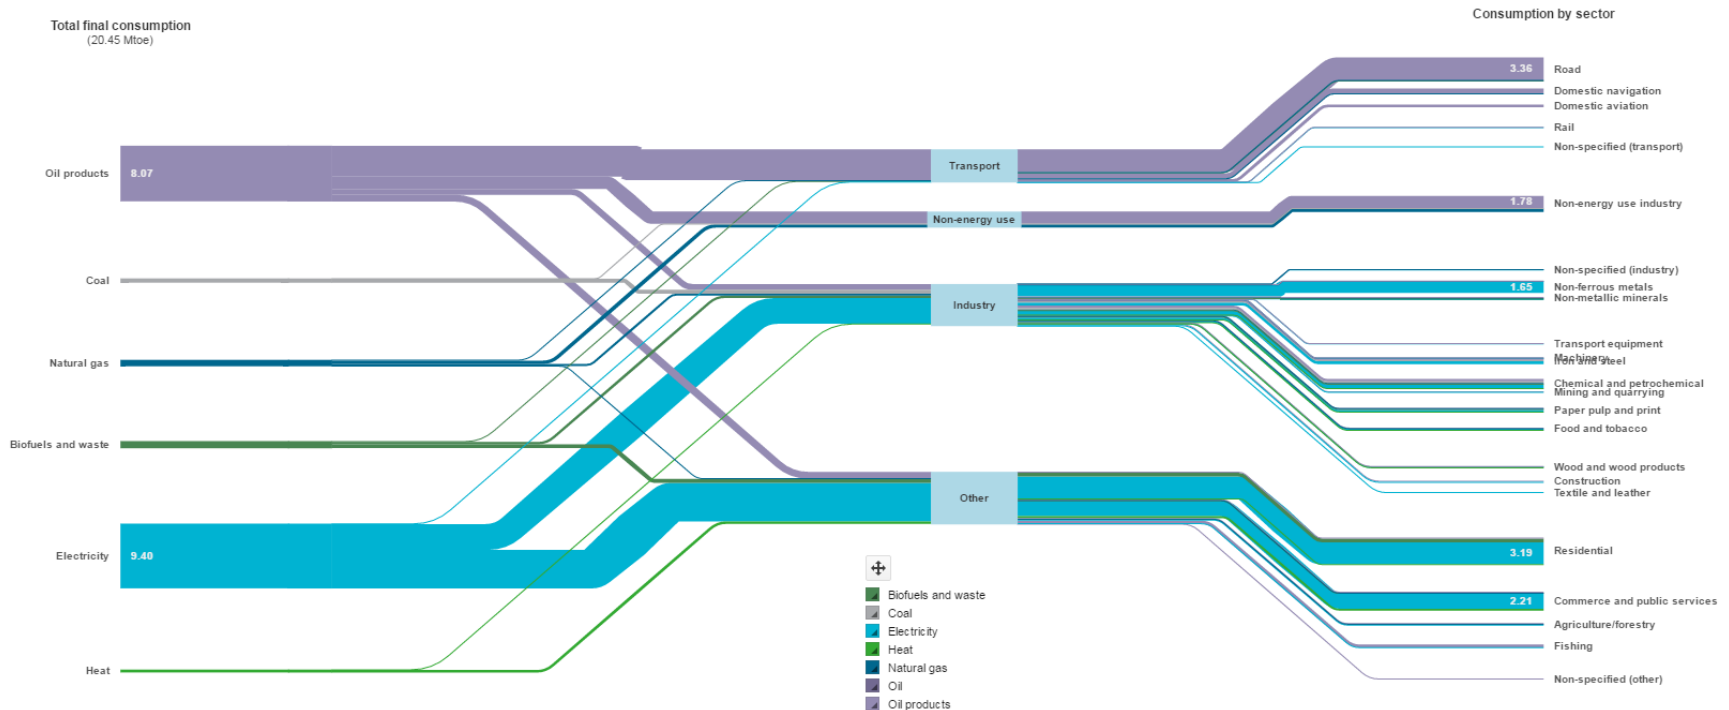 Total final consumption
(20.45 Mtoe)
Consumption by sector
Oil products
8.07
Coal
Natural gas
Biofuels and waste
Electricity
9.40
Heat
Transport
Non-energy use
Industry
Other
3.36
Road
Domestic navigation
Domestic aviation
Rail
Non-specified (transport)
1.78
Non-energy use industry
Non-specified (industry)
1.65
Non-ferrous metals
Non-metallic minerals
Transport equipment
Machinery
Iron and steel
Chemical and petrochemical
Mining and quarrying
Paper pulp and print
Food and tobacco
Wood and wood products
Construction
Textile and leather
3.19
Residential
2.21
Commerce and public services
Agriculture/forestry
Fishing
Non-specified (other)
Biofuels and waste
Coal
Electricity
Heat
Natural gas
Oil
Oil products